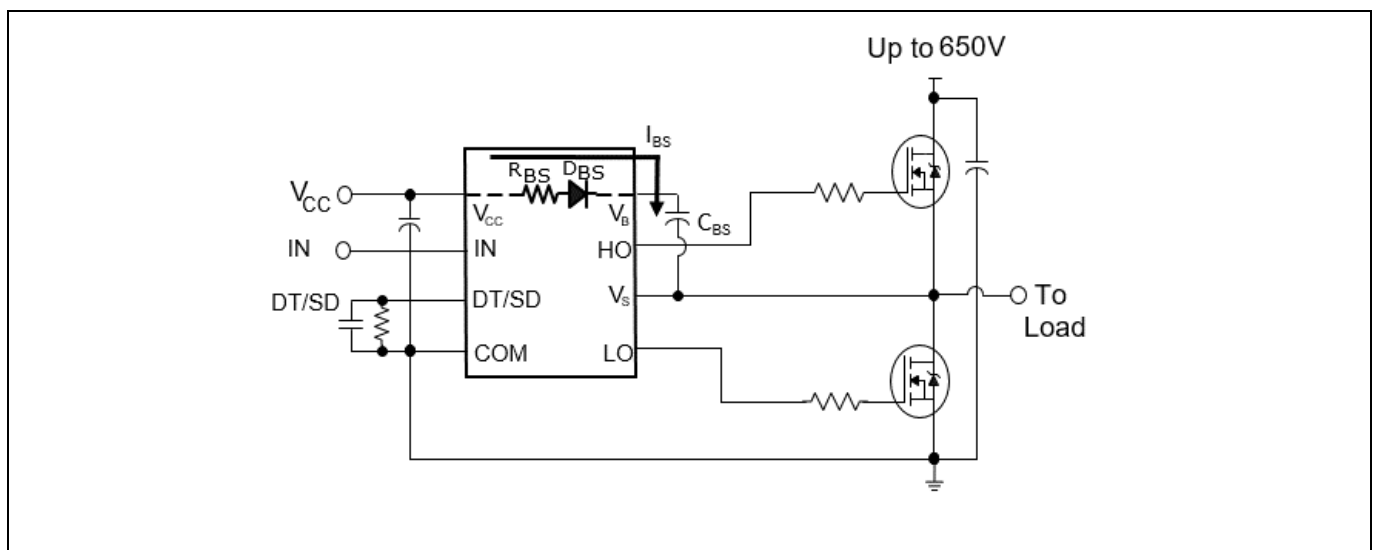 Up to 650V
I_BS
R_BS D_BS
V_CC
V_CC V_B
C_BS
IN
IN HO
DT/SD
DT/SD V_S
To
Load
COM LO